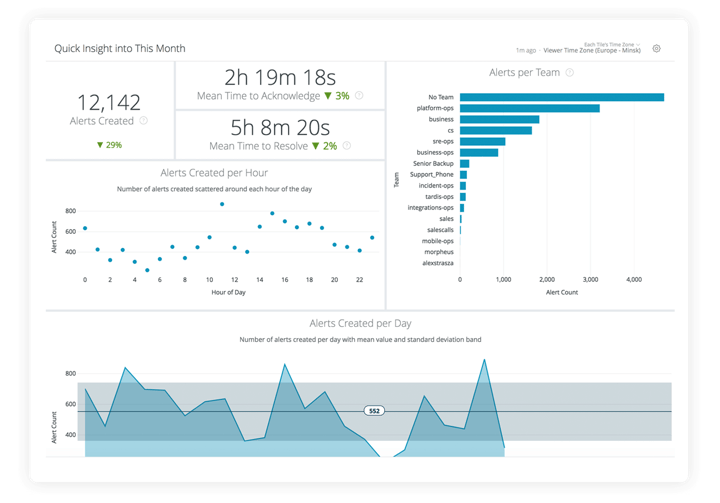 Quick Insight into This Month
Each Tile's Time Zone
1m ago · Viewer Time Zone (Europe - Minsk)
12,142
Alerts Created ?
▼ 29%
2h 19m 18s
Mean Time to Acknowledge ▼ 3% ?
5h 8m 20s
Mean Time to Resolve ▼ 2% ?
Alerts per Team ?
Team
No Team
platform-ops
business
cs
sre-ops
business-ops
Senior Backup
Support_Phone
incident-ops
tardis-ops
integrations-ops
sales
salescalls
mobile-ops
morpheus
alexstrasza
0 1,000 2,000 3,000 4,000
Alert Count
Alerts Created per Hour
Number of alerts created scattered around each hour of the day
Alert Count
800
600
400
0 2 4 6 8 10 12 14 16 18 20 22
Hour of Day
Alerts Created per Day
Number of alerts created per day with mean value and standard deviation band
Alert Count
800
600
400
552